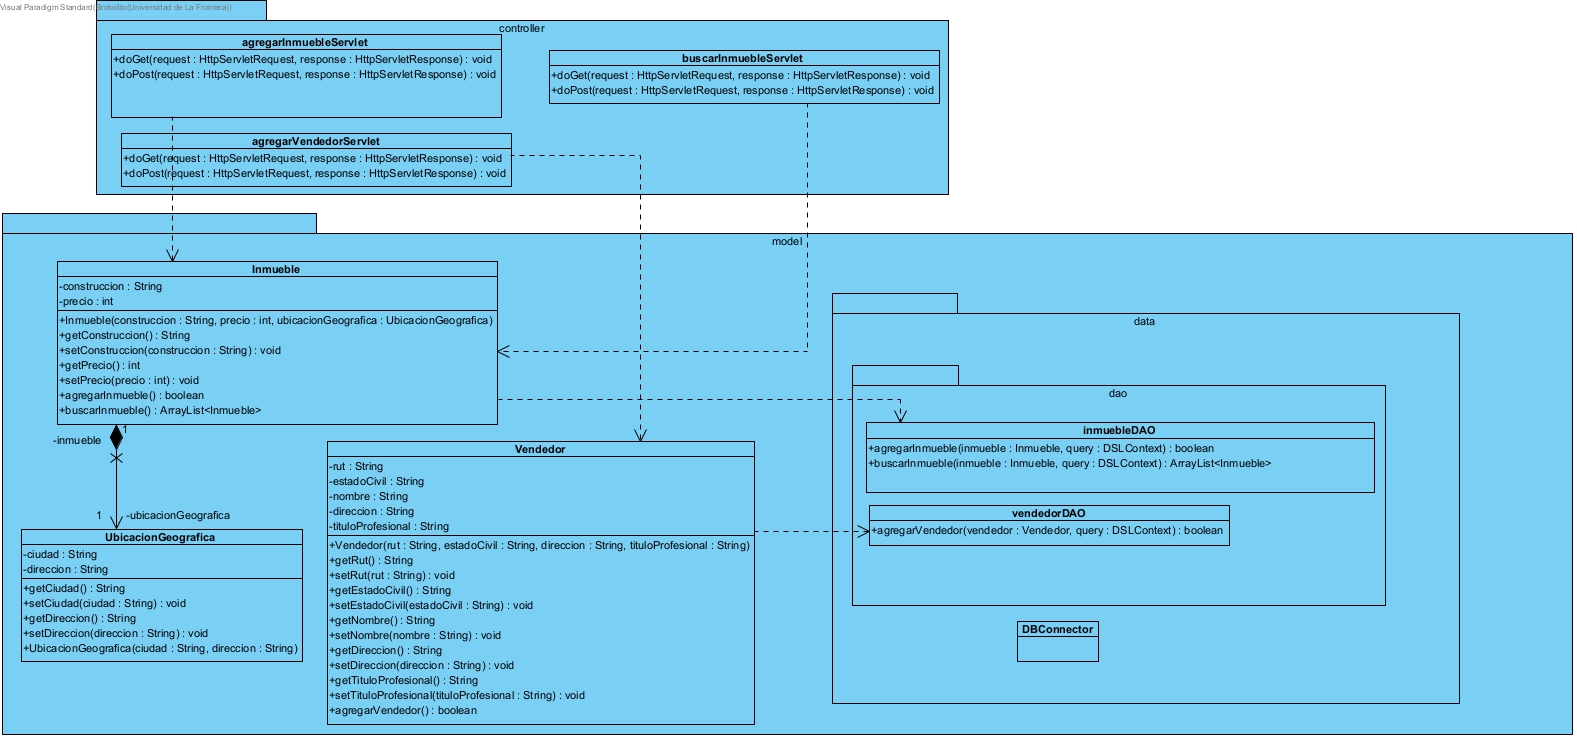 Visual Paradigm Standard(Brokolito(Universidad de La Frontera))
controller
agregarInmuebleServlet
+doGet(request : HttpServletRequest, response : HttpServletResponse) : void
+doPost(request : HttpServletRequest, response : HttpServletResponse) : void
buscarInmuebleServlet
+doGet(request : HttpServletRequest, response : HttpServletResponse) : void
+doPost(request : HttpServletRequest, response : HttpServletResponse) : void
agregarVendedorServlet
+doGet(request : HttpServletRequest, response : HttpServletResponse) : void
+doPost(request : HttpServletRequest, response : HttpServletResponse) : void
model
Inmueble
-construccion : String
-precio : int
+Inmueble(construccion : String, precio : int, ubicacionGeografica : UbicacionGeografica)
+getConstruccion() : String
+setConstruccion(construccion : String) : void
+getPrecio() : int
+setPrecio(precio : int) : void
+agregarInmueble() : boolean
+buscarInmueble() : ArrayList<Inmueble>
1
-inmueble
1
-ubicacionGeografica
UbicacionGeografica
-ciudad : String
-direccion : String
+getCiudad() : String
+setCiudad(ciudad : String) : void
+getDireccion() : String
+setDireccion(direccion : String) : void
+UbicacionGeografica(ciudad : String, direccion : String)
Vendedor
-rut : String
-estadoCivil : String
-nombre : String
-direccion : String
-tituloProfesional : String
+Vendedor(rut : String, estadoCivil : String, direccion : String, tituloProfesional : String)
+getRut() : String
+setRut(rut : String) : void
+getEstadoCivil() : String
+setEstadoCivil(estadoCivil : String) : void
+getNombre() : String
+setNombre(nombre : String) : void
+getDireccion() : String
+setDireccion(direccion : String) : void
+getTituloProfesional() : String
+setTituloProfesional(tituloProfesional : String) : void
+agregarVendedor() : boolean
data
dao
inmuebleDAO
+agregarInmueble(inmueble : Inmueble, query : DSLContext) : boolean
+buscarInmueble(inmueble : Inmueble, query : DSLContext) : ArrayList<Inmueble>
vendedorDAO
+agregarVendedor(vendedor : Vendedor, query : DSLContext) : boolean
DBConnector